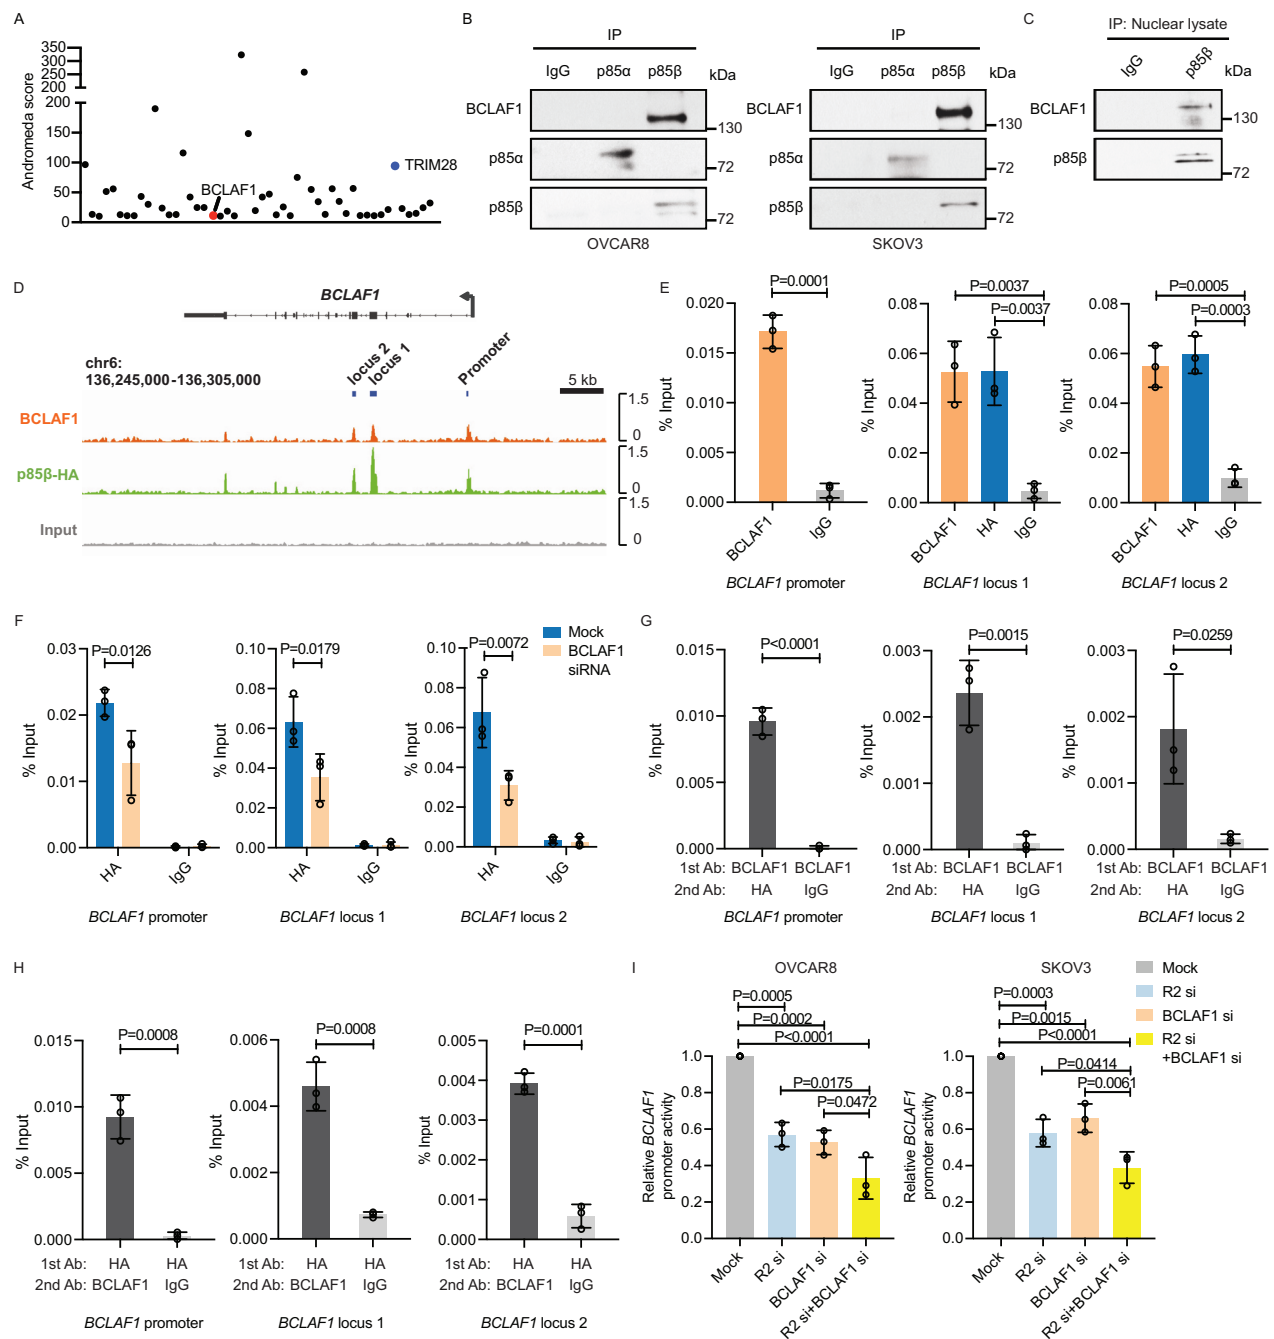 A
Andromeda score
350
300
250
200
200
150
100
50
0
BCLAF1
TRIM28
B
IP
IgG p85α p85β kDa
BCLAF1
130
p85α
72
p85β
72
OVCAR8
IP
IgG p85α p85β kDa
BCLAF1
130
p85α
72
p85β
72
SKOV3
C
IP: Nuclear lysate
IgG p85β kDa
BCLAF1
130
p85β
72
D
BCLAF1
chr6:
136,245,000-136,305,000
locus 2
locus 1
Promoter
5 kb
BCLAF1
1.5
0
p85β-HA
1.5
0
Input
1.5
0
E
P=0.0001
% Input
0.020
0.015
0.010
0.005
0.000
BCLAF1 IgG
BCLAF1 promoter
P=0.0037
P=0.0037
% Input
0.08
0.06
0.04
0.02
0.00
BCLAF1 HA IgG
BCLAF1 locus 1
P=0.0005
P=0.0003
% Input
0.08
0.06
0.04
0.02
0.00
BCLAF1 HA IgG
BCLAF1 locus 2
F
P=0.0126
% Input
0.03
0.02
0.01
0.00
HA IgG
BCLAF1 promoter
P=0.0179
% Input
0.10
0.08
0.06
0.04
0.02
0.00
HA IgG
BCLAF1 locus 1
P=0.0072
% Input
0.10
0.08
0.06
0.04
0.02
0.00
HA IgG
BCLAF1 locus 2
Mock
BCLAF1
siRNA
G
P<0.0001
% Input
0.015
0.010
0.005
0.000
1st Ab: BCLAF1 BCLAF1
2nd Ab: HA IgG
BCLAF1 promoter
P=0.0015
% Input
0.003
0.002
0.001
0.000
1st Ab: BCLAF1 BCLAF1
2nd Ab: HA IgG
BCLAF1 locus 1
P=0.0259
% Input
0.003
0.002
0.001
0.000
1st Ab: BCLAF1 BCLAF1
2nd Ab: HA IgG
BCLAF1 locus 2
H
P=0.0008
% Input
0.015
0.010
0.005
0.000
1st Ab: HA HA
2nd Ab: BCLAF1 IgG
BCLAF1 promoter
P=0.0008
% Input
0.006
0.004
0.002
0.000
1st Ab: HA HA
2nd Ab: BCLAF1 IgG
BCLAF1 locus 1
P=0.0001
% Input
0.005
0.004
0.003
0.002
0.001
0.000
1st Ab: HA HA
2nd Ab: BCLAF1 IgG
BCLAF1 locus 2
I
OVCAR8
P=0.0005
P=0.0002
P<0.0001
P=0.0175
P=0.0472
Relative BCLAF1
promoter activity
1.0
0.8
0.6
0.4
0.2
0.0
Mock
R2 si
BCLAF1 si
R2 si+BCLAF1 si
SKOV3
P=0.0003
P=0.0015
P<0.0001
P=0.0414
P=0.0061
Relative BCLAF1
promoter activity
1.0
0.8
0.6
0.4
0.2
0.0
Mock
R2 si
BCLAF1 si
R2 si+BCLAF1 si
Mock
R2 si
BCLAF1 si
R2 si
+BCLAF1 si